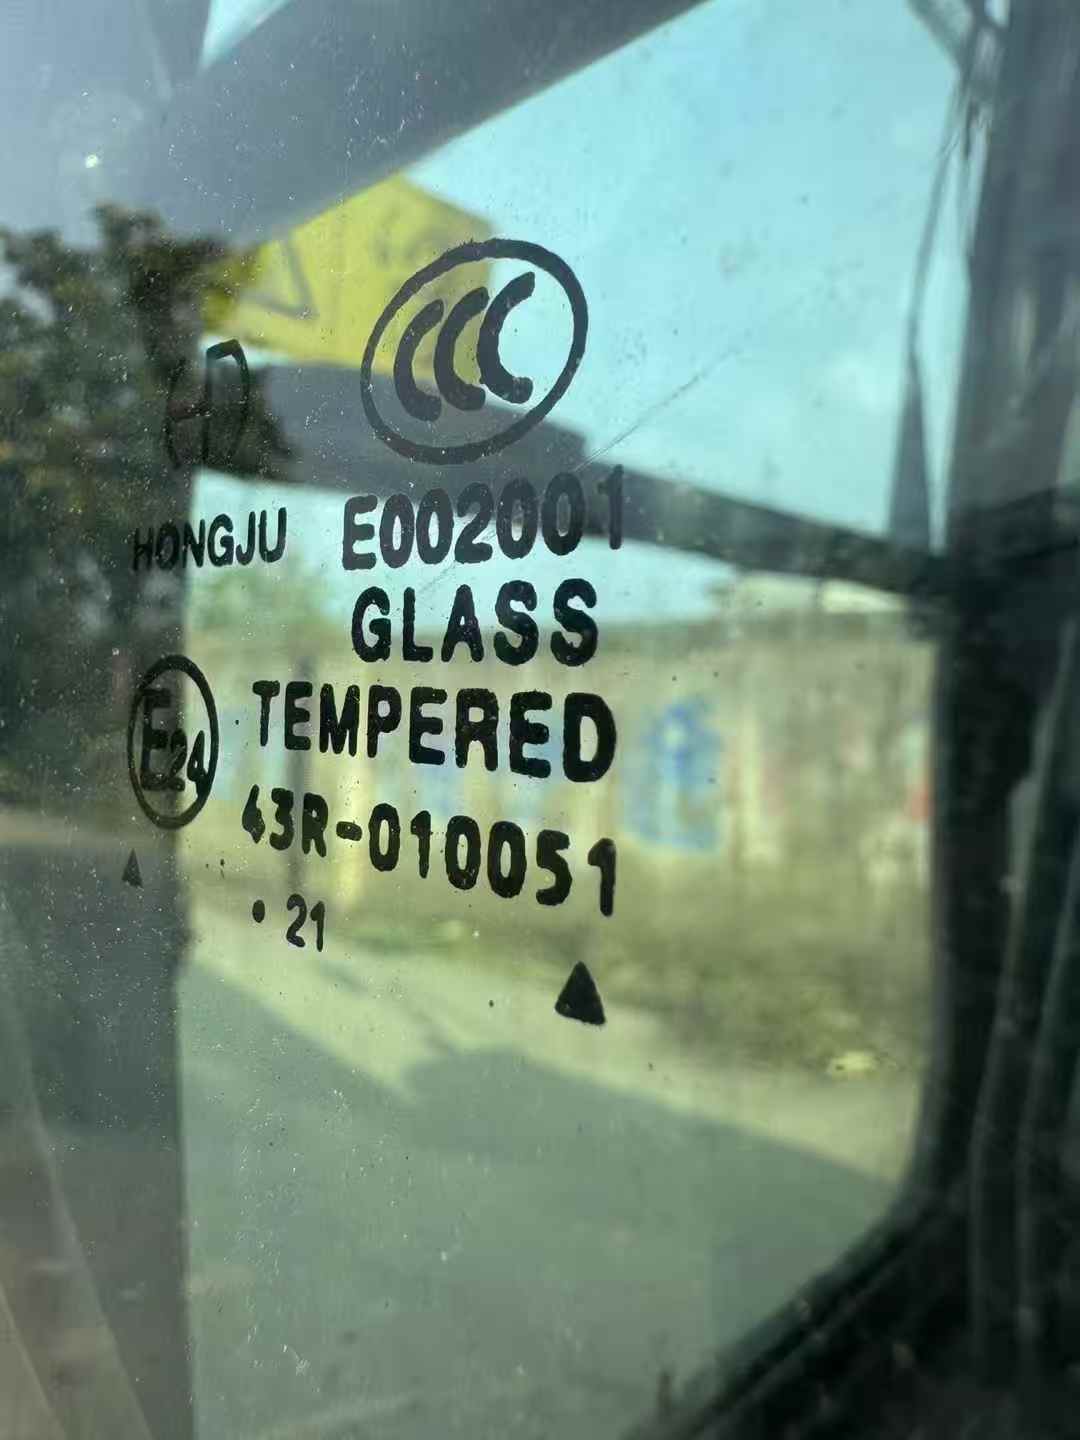 CCC
HONGJU E002001
GLASS
E24 TEMPERED
43R-010051
• 21